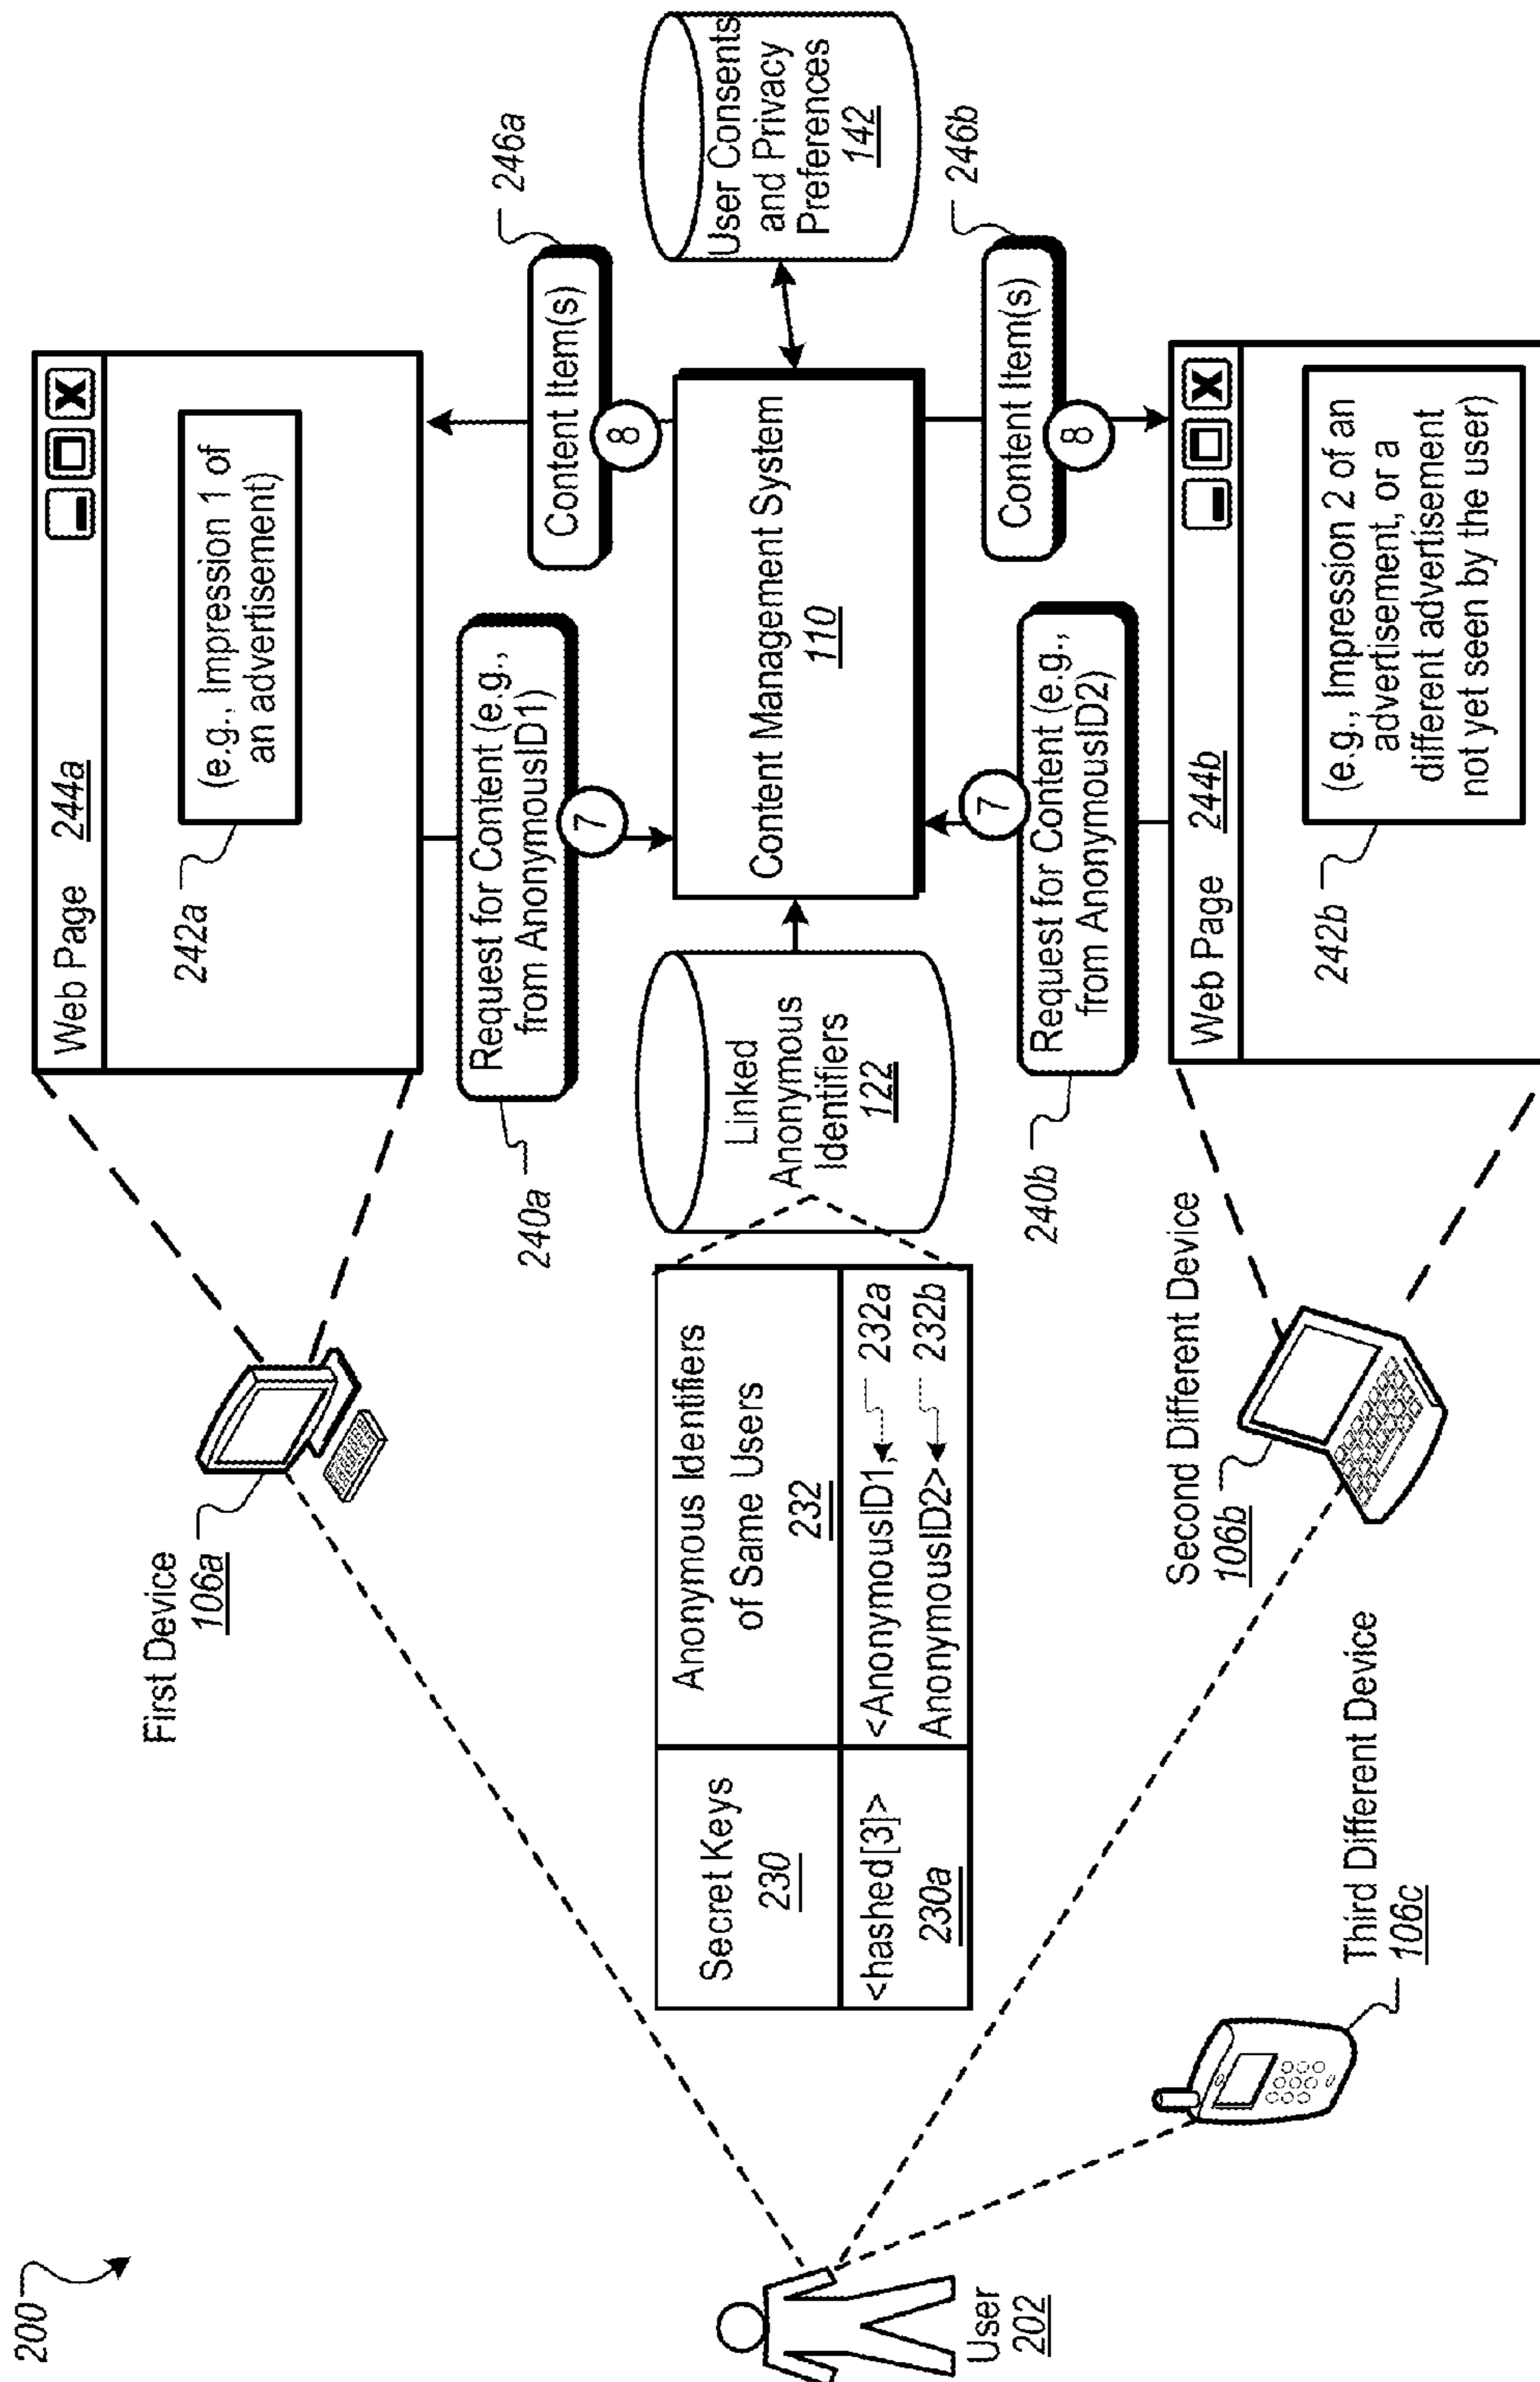 200
User
202
First Device
106a
Second Different Device
106b
Third Different Device
106c
Secret Keys
230
Anonymous Identifiers
of Same Users
232
<hashed[3]>
230a
<AnonymousID1,
232a
AnonymousID2>
232b
Linked
Anonymous
Identifiers
122
Web Page 244a
242a
(e.g., Impression 1 of
an advertisement)
240a
Request for Content (e.g.,
from AnonymousID1)
7
Content Item(s)
8
246a
Content Management System
110
User Consents
and Privacy
Preferences
142
240b
Request for Content (e.g.,
from AnonymousID2)
7
Content Item(s)
8
246b
Web Page 244b
242b
(e.g., Impression 2 of an
advertisement, or a
different advertisement
not yet seen by the user)